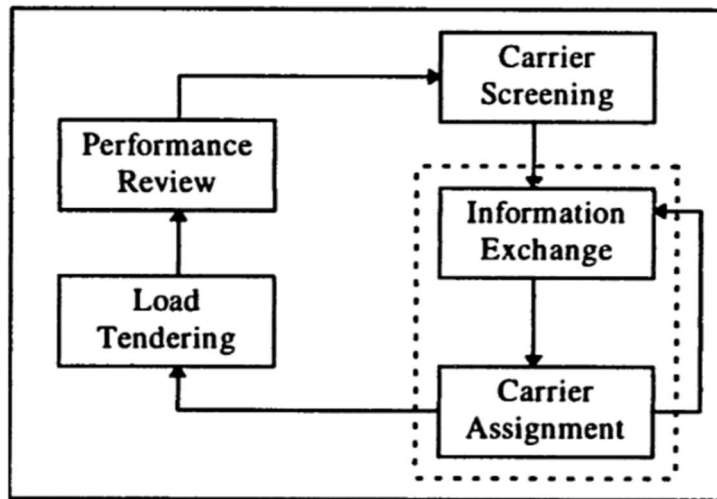 Carrier
Screening
Performance
Review
Information
Exchange
Load
Tendering
Carrier
Assignment